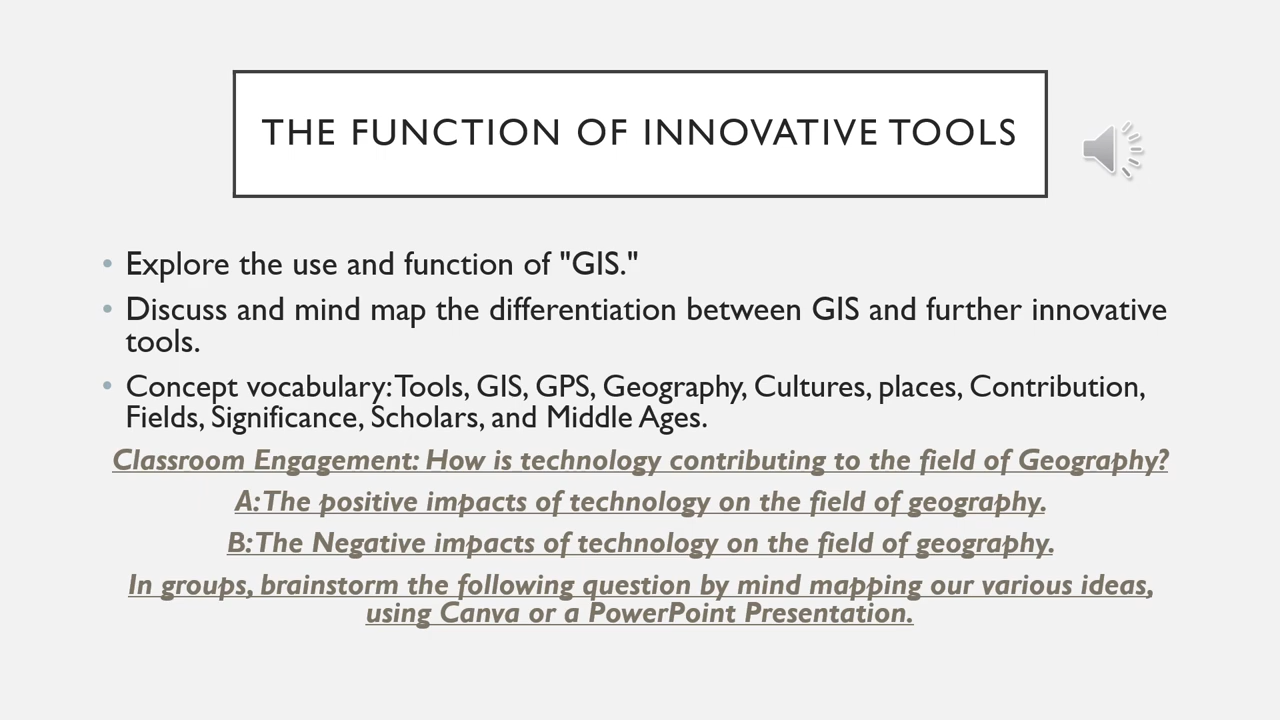 THE FUNCTION OF INNOVATIVE TOOLS
• Explore the use and function of "GIS."
• Discuss and mind map the differentiation between GIS and further innovative
tools.
• Concept vocabulary: Tools, GIS, GPS, Geography, Cultures, places, Contribution,
Fields, Significance, Scholars, and Middle Ages.
Classroom Engagement: How is technology contributing to the field of Geography?
A: The positive impacts of technology on the field of geography.
B: The Negative impacts of technology on the field of geography.
In groups, brainstorm the following question by mind mapping our various ideas,
using Canva or a PowerPoint Presentation.